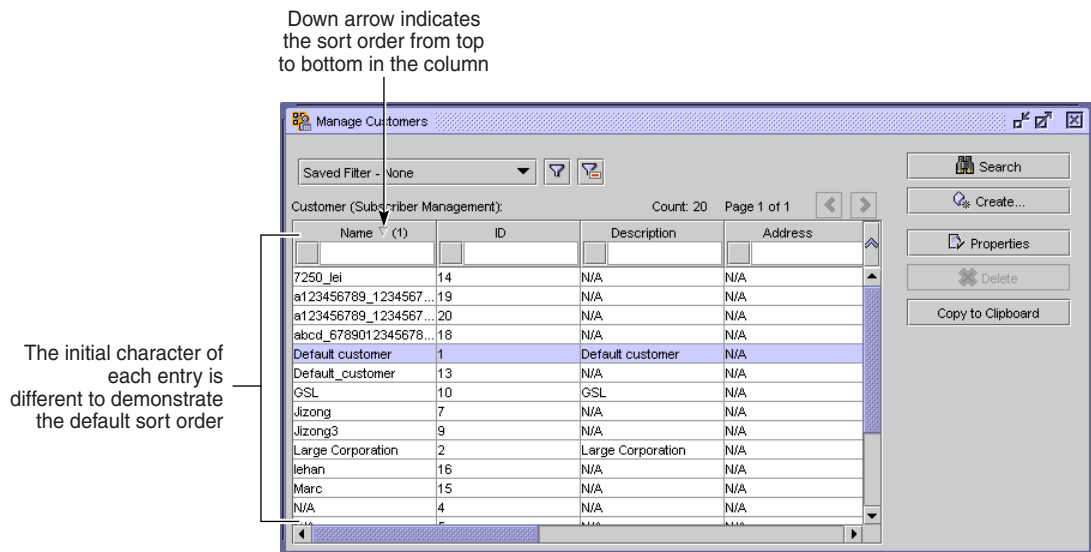 Down arrow indicates
the sort order from top
to bottom in the column
Manage Customers
Saved Filter - None
Search
Create...
Customer (Subscriber Management):
Count: 20 Page 1 of 1
Properties
Delete
Copy to Clipboard
Name (1) ID Description Address
7250_lei 14 N/A N/A
a123456789_1234567... 19 N/A N/A
a123456789_1234567... 20 N/A N/A
abcd_6789012345678... 18 N/A N/A
Default customer 1 Default customer N/A
Default_customer 13 N/A N/A
GSL 10 GSL N/A
Jizong 7 N/A N/A
Jizong3 9 N/A N/A
Large Corporation 2 Large Corporation N/A
lehan 16 N/A N/A
Marc 15 N/A N/A
N/A 4 N/A N/A
The initial character of
each entry is
different to demonstrate
the default sort order